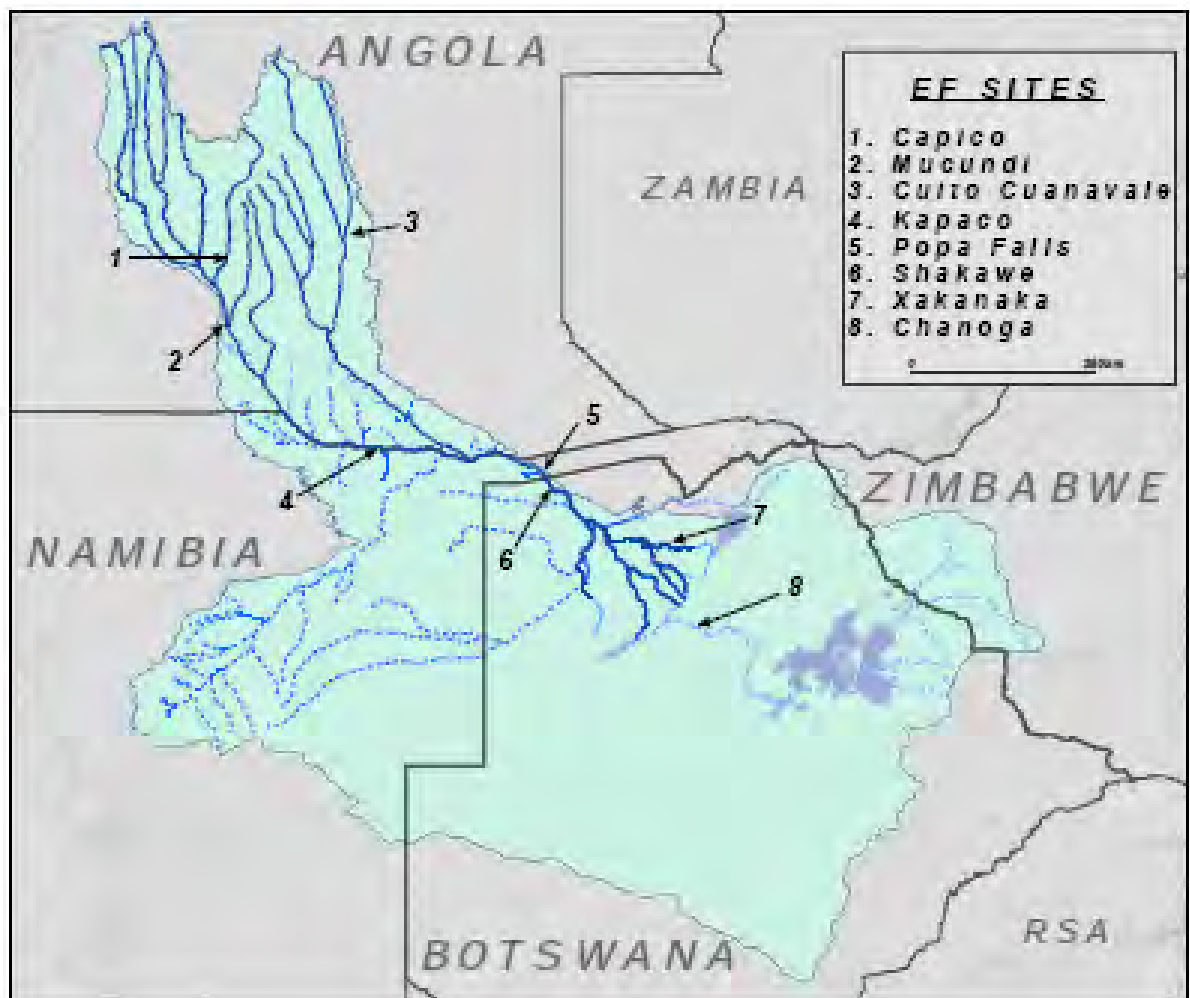 ANGOLA
ZAMBIA
EF SITES
1. Capico
2. Mucundi
3. Cuito Cuanavale
4. Kapaco
5. Popa Falls
6. Shakawe
7. Xakanaka
8. Chanoga
0
1
2
3
4
5
6
7
8
ZIMBABWE
NAMIBIA
BOTSWANA
RSA